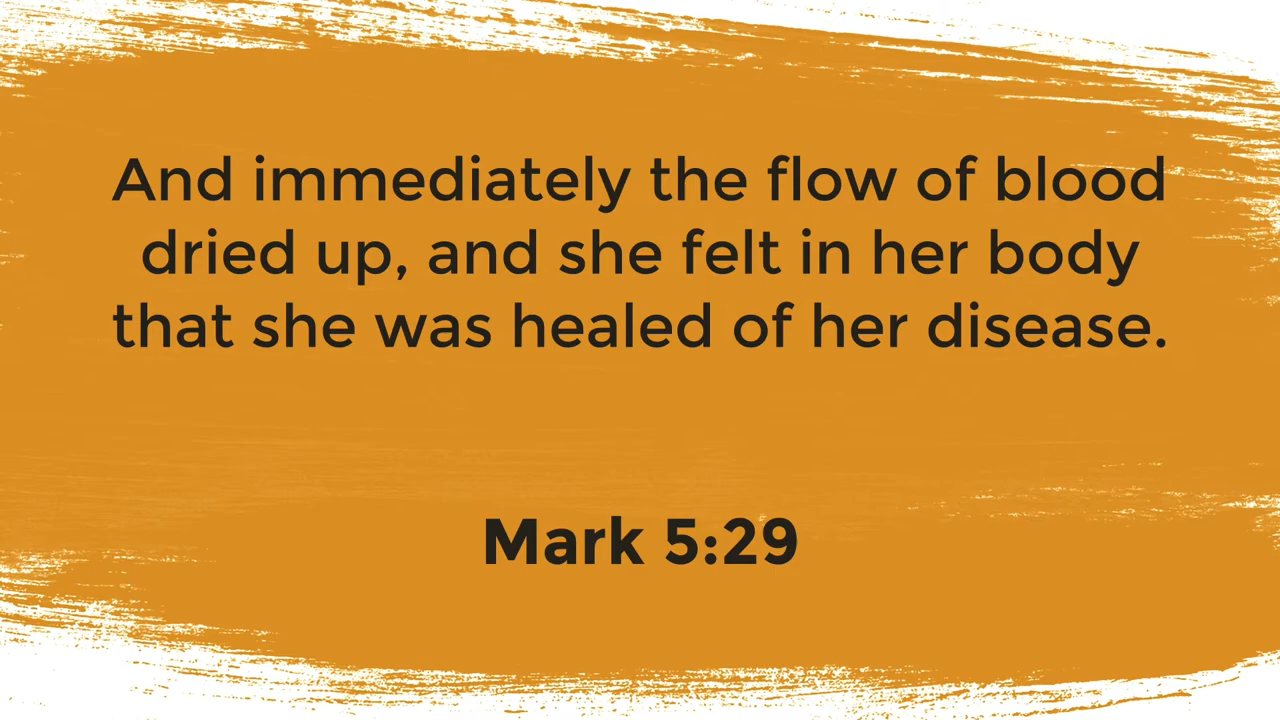 And immediately the flow of blood
dried up, and she felt in her body
that she was healed of her disease.
Mark 5:29